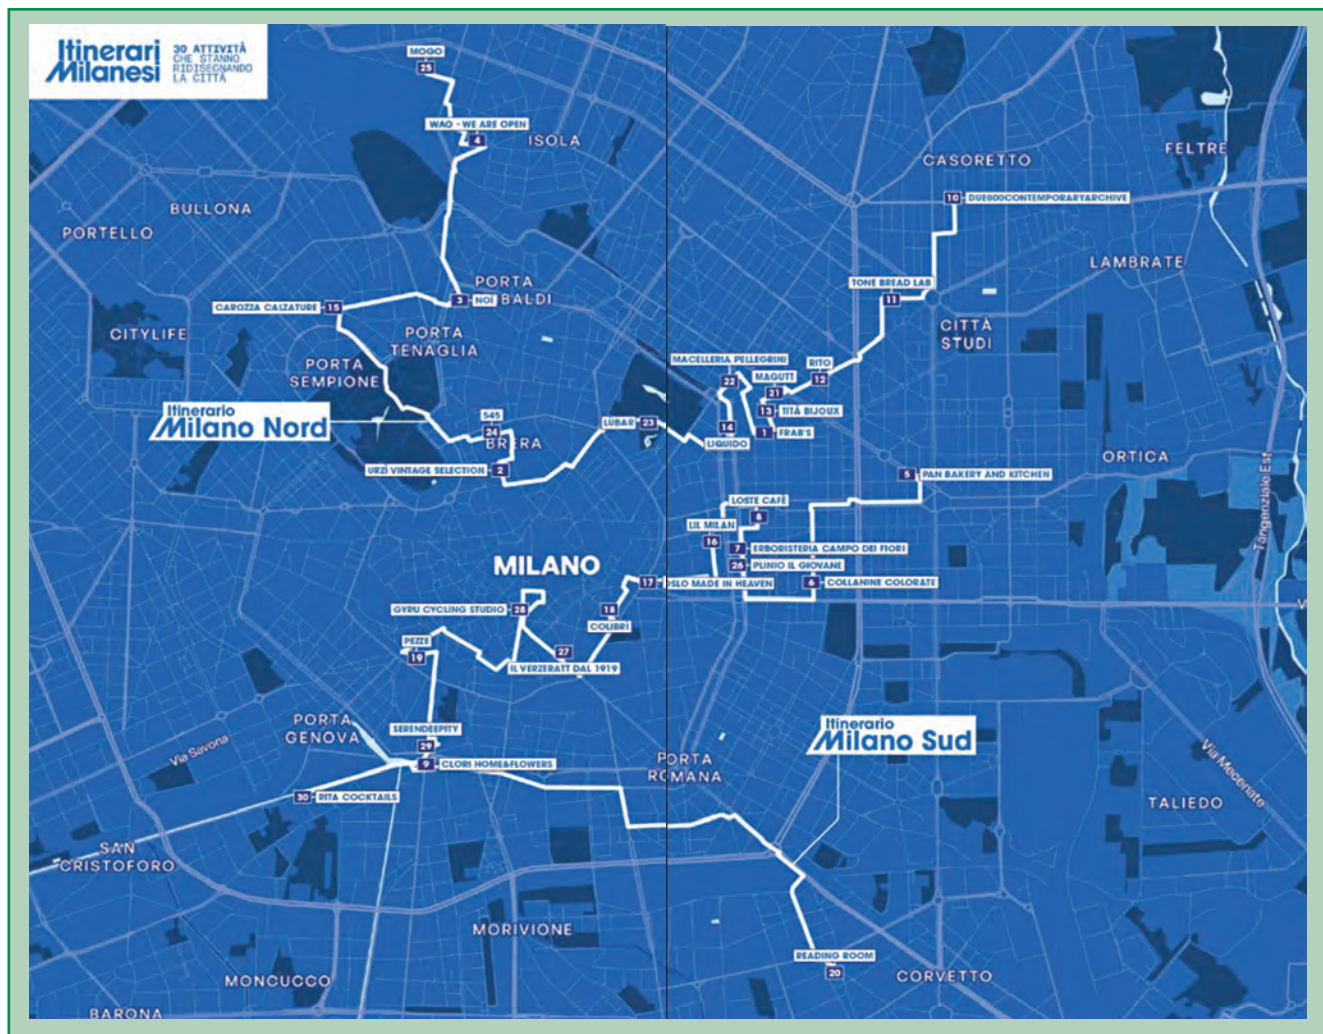 Itinerari
Milanesi
30 ATTIVITÀ
CHE STANNO
RIDISEGNANDO
LA CITTÀ
MOGO
25
WAO - WE ARE OPEN
4
ISOLA
CASORETTO
FELTRE
10
DUE00CONTEMPORARYARCHIVE
BULLONA
PORTELLO
LAMBRATE
PORTA
BALDI
3
NOI
CAROZZA CALZATURE
15
TONE BREAD LAB
11
CITYLIFE
PORTA
TENAGLIA
CITTÀ
STUDI
PORTA
SEMPIONE
MACELLERIA PELLEGRINI
22
MAGUTT
21
RITO
12
Itinerario
Milano Nord
545
24
BRERA
LÙBAR
23
14
LIQUIDO
13
TITÀ BIJOUX
1
FRAB'S
URZÌ VINTAGE SELECTION
2
5
PAN BAKERY AND KITCHEN
ORTICA
Tangenziale Est
LOSTE CAFÈ
8
LIL MILAN
16
7
ERBORISTERIA CAMPO DEI FIORI
26
PLINIO IL GIOVANE
MILANO
17
OSLO MADE IN HEAVEN
6
COLLANINE COLORATE
GYRU CYCLING STUDIO
28
18
COLIBRÌ
V
PEZZE
19
27
IL VERZERATT DAL 1919
PORTA
GENOVA
Via Savona
SERENDEEPITY
29
9
CLORI HOME&FLOWERS
30
RITA COCKTAILS
PORTA
ROMANA
Itinerario
Milano Sud
Via Mecenate
TALIEDO
SAN
CRISTOFORO
MORIVIONE
READING ROOM
20
CORVETTO
MONCUCCO
BARONA